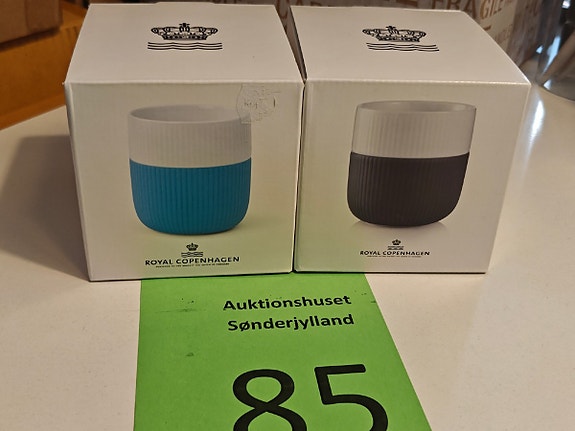 ROYAL COPENHAGEN
ROYAL COPENHAGEN
Auktionshuset
Sønderjylland
85